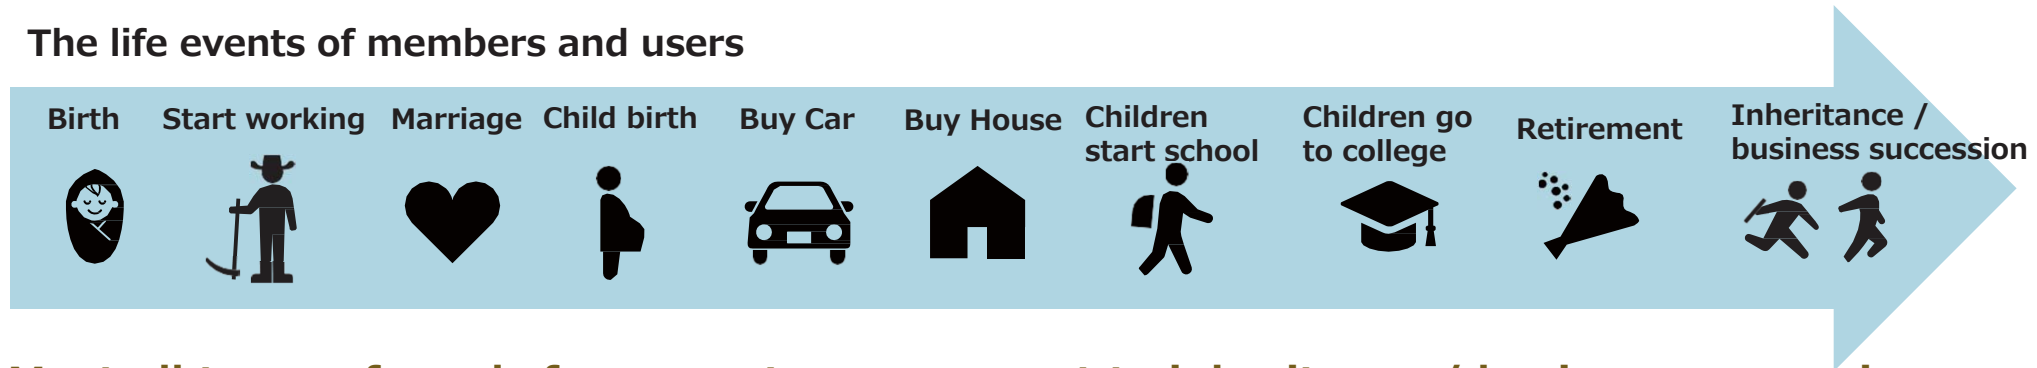 The life events of members and users
Birth
Start working
Marriage
Child birth
Buy Car
Buy House
Children
start school
Children go
to college
Retirement
Inheritance /
business succession